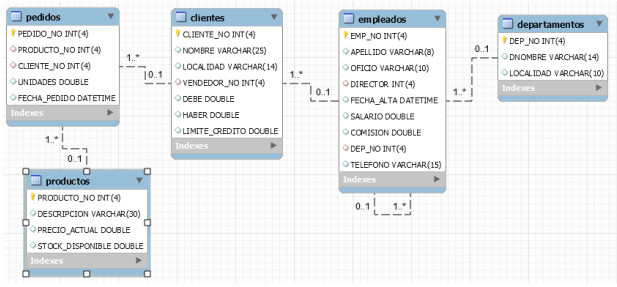 pedidos
PEDIDO_NO INT(4)
PRODUCTO_NO INT(4)
CLIENTE_NO INT(4)
UNIDADES DOUBLE
FECHA_PEDIDO DATETIME
Indexes
1..*
0..1
clientes
CLIENTE_NO INT(4)
NOMBRE VARCHAR(25)
LOCALIDAD VARCHAR(14)
VENDEDOR_NO INT(4)
DEBE DOUBLE
HABER DOUBLE
LIMITE_CREDITO DOUBLE
Indexes
1..*
0..1
empleados
EMP_NO INT(4)
APELLIDO VARCHAR(8)
OFICIO VARCHAR(10)
DIRECTOR INT(4)
FECHA_ALTA DATETIME
SALARIO DOUBLE
COMISION DOUBLE
DEP_NO INT(4)
TELEFONO VARCHAR(15)
Indexes
0..1
1..*
0..1
1..*
departamentos
DEP_NO INT(4)
DNOMBRE VARCHAR(14)
LOCALIDAD VARCHAR(10)
Indexes
1..*
0..1
productos
PRODUCTO_NO INT(4)
DESCRIPCION VARCHAR(30)
PRECIO_ACTUAL DOUBLE
STOCK_DISPONIBLE DOUBLE
Indexes